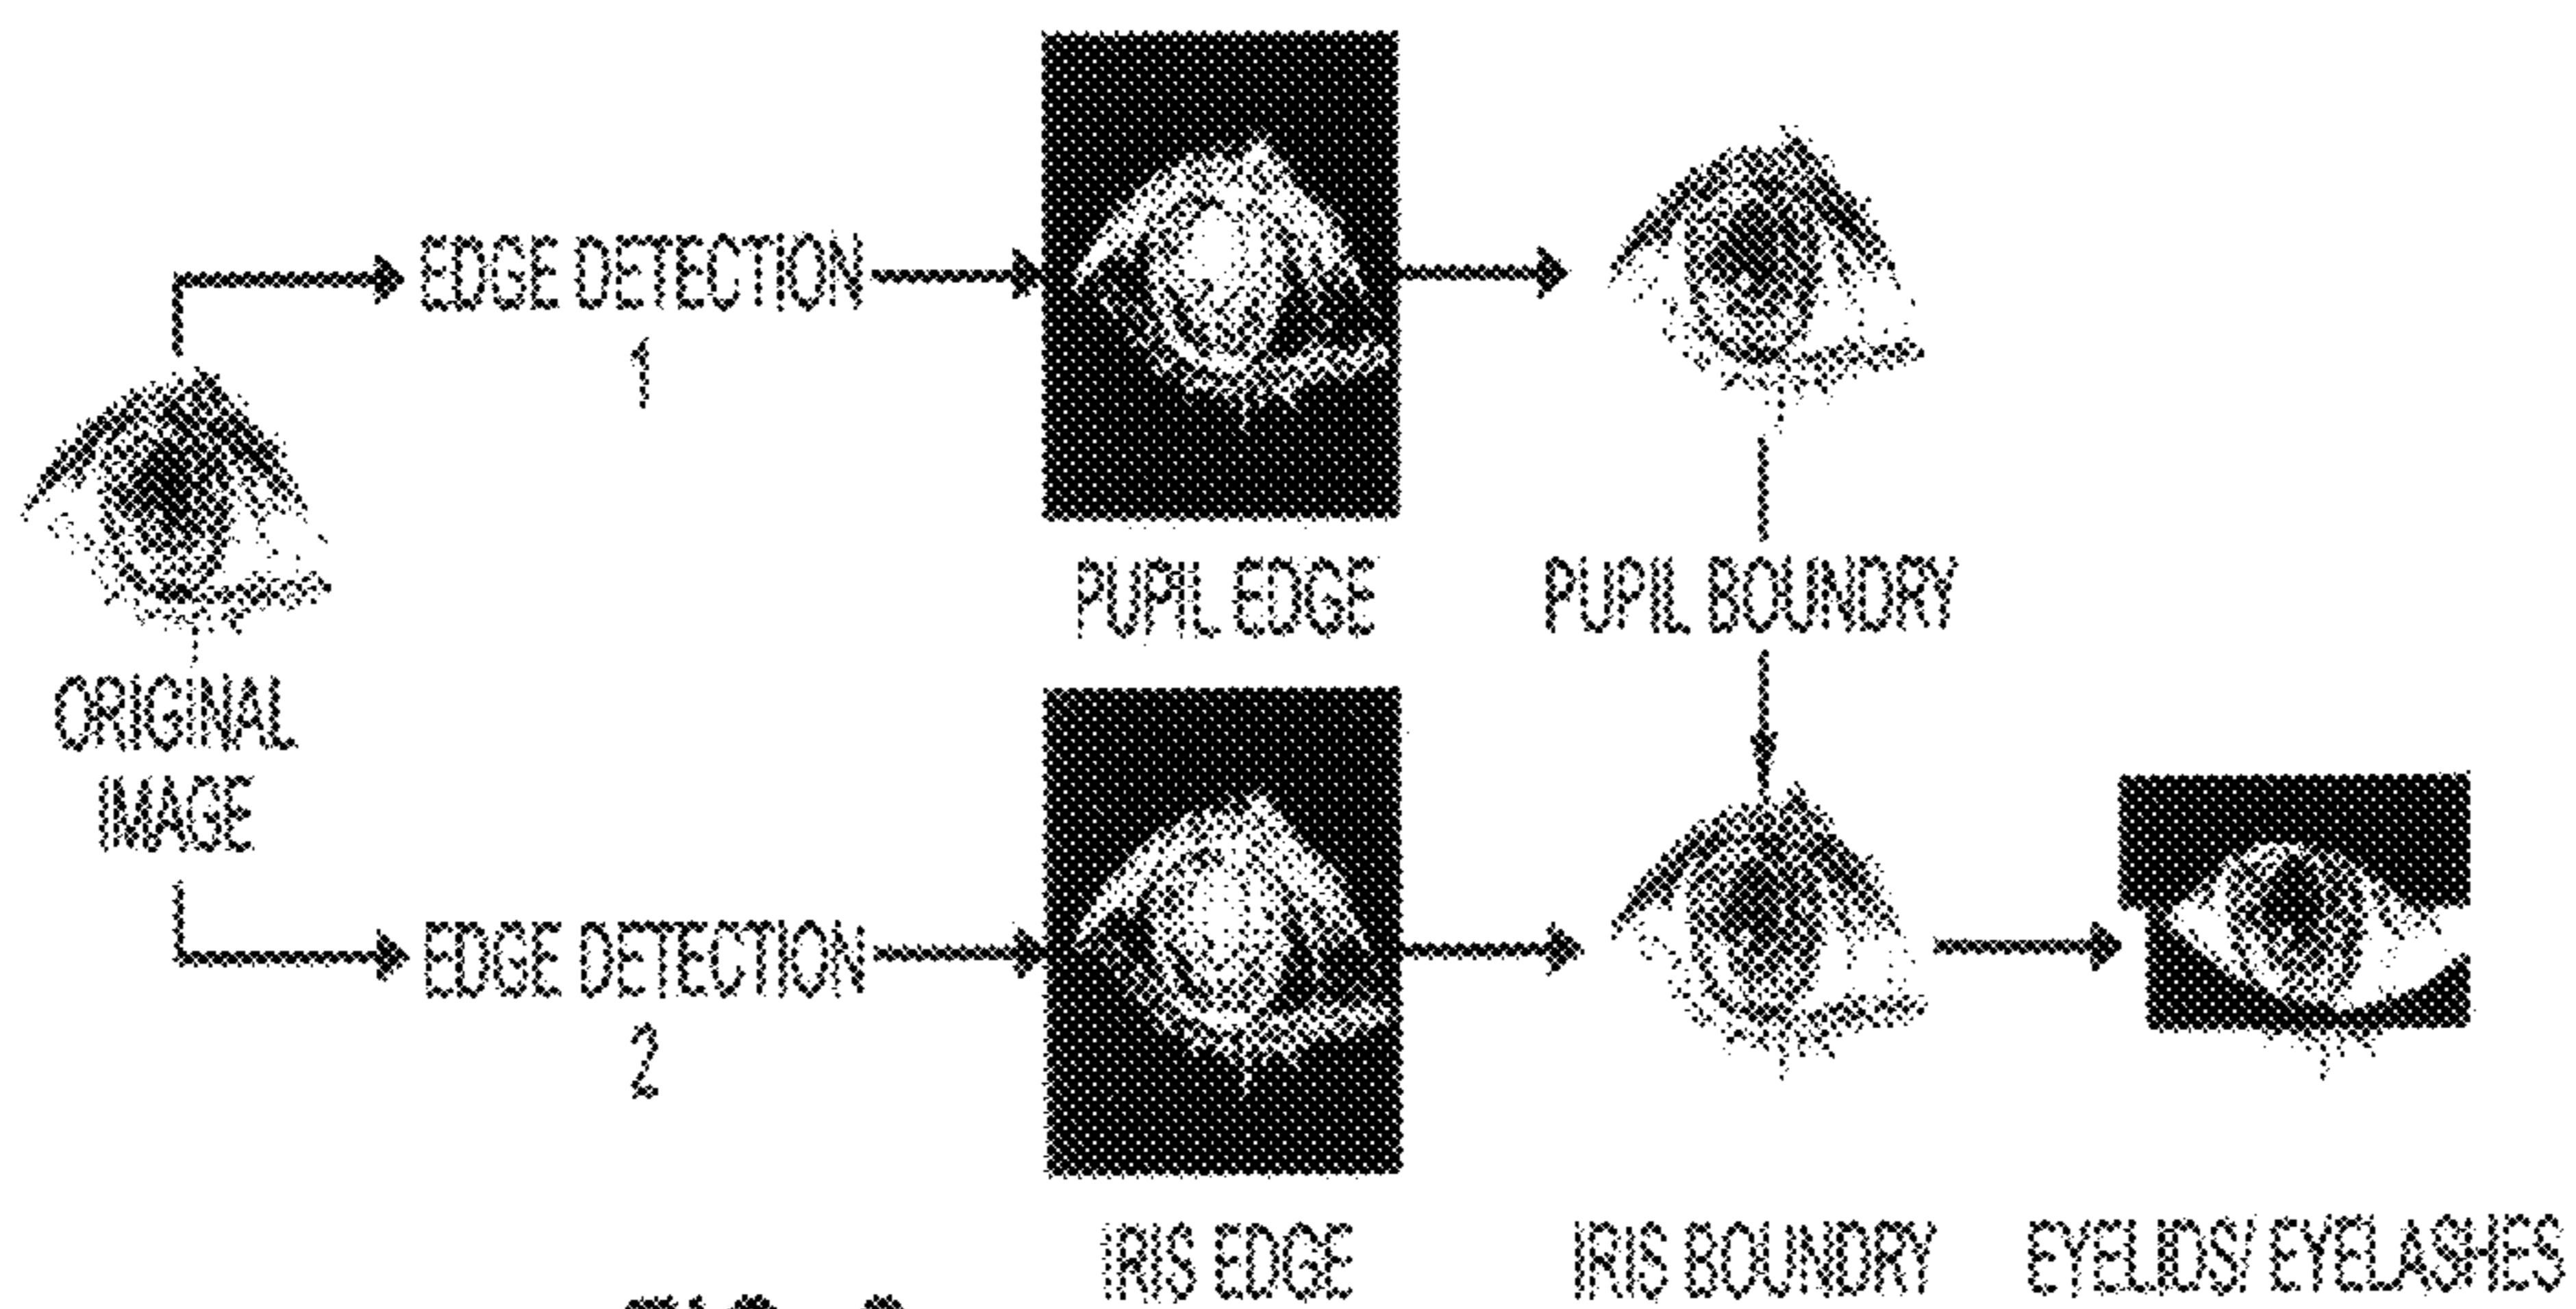 EDGE DETECTION
1
PUPIL EDGE
PUPIL BOUNDRY
ORIGINAL
IMAGE
EDGE DETECTION
2
IRIS EDGE
IRIS BOUNDRY
EYELIDS/ EYELASHES